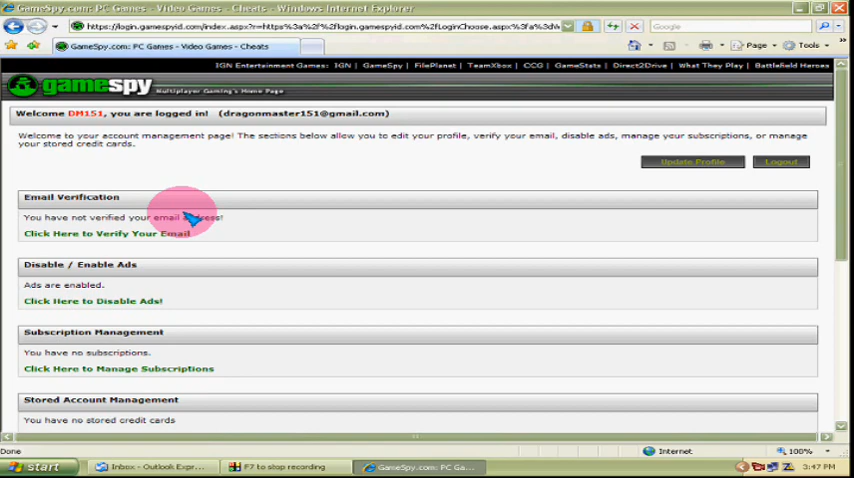 GameSpy.com: PC Games - Video Games - Cheats - Windows Internet Explorer
https://login.gamespyid.com/index.aspx?r=https%3a%2f%2flogin.gamespyid.com%2fLoginChoose.aspx%3fa%3d
Google
GameSpy.com: PC Games - Video Games - Cheats
Page
Tools
IGN Entertainment Games: IGN | GameSpy | FilePlanet | TeamXbox | CCG | GameStats | Direct2Drive | What They Play | Battlefield Heroes
gamespy Multiplayer Gaming's Home Page
Welcome DM151, you are logged in! (dragonmaster151@gmail.com)
Welcome to your account management page! The sections below allow you to edit your profile, verify your email, disable ads, manage your subscriptions, or manage
your stored credit cards.
Update Profile Logout
Email Verification
You have not verified your email address!
Click Here to Verify Your Email
Disable / Enable Ads
Ads are enabled.
Click Here to Disable Ads!
Subscription Management
You have no subscriptions.
Click Here to Manage Subscriptions
Stored Account Management
You have no stored credit cards
Done Internet 100%
start Inbox - Outlook Expr... F7 to stop recording GameSpy.com: PC Ga... 3:47 PM